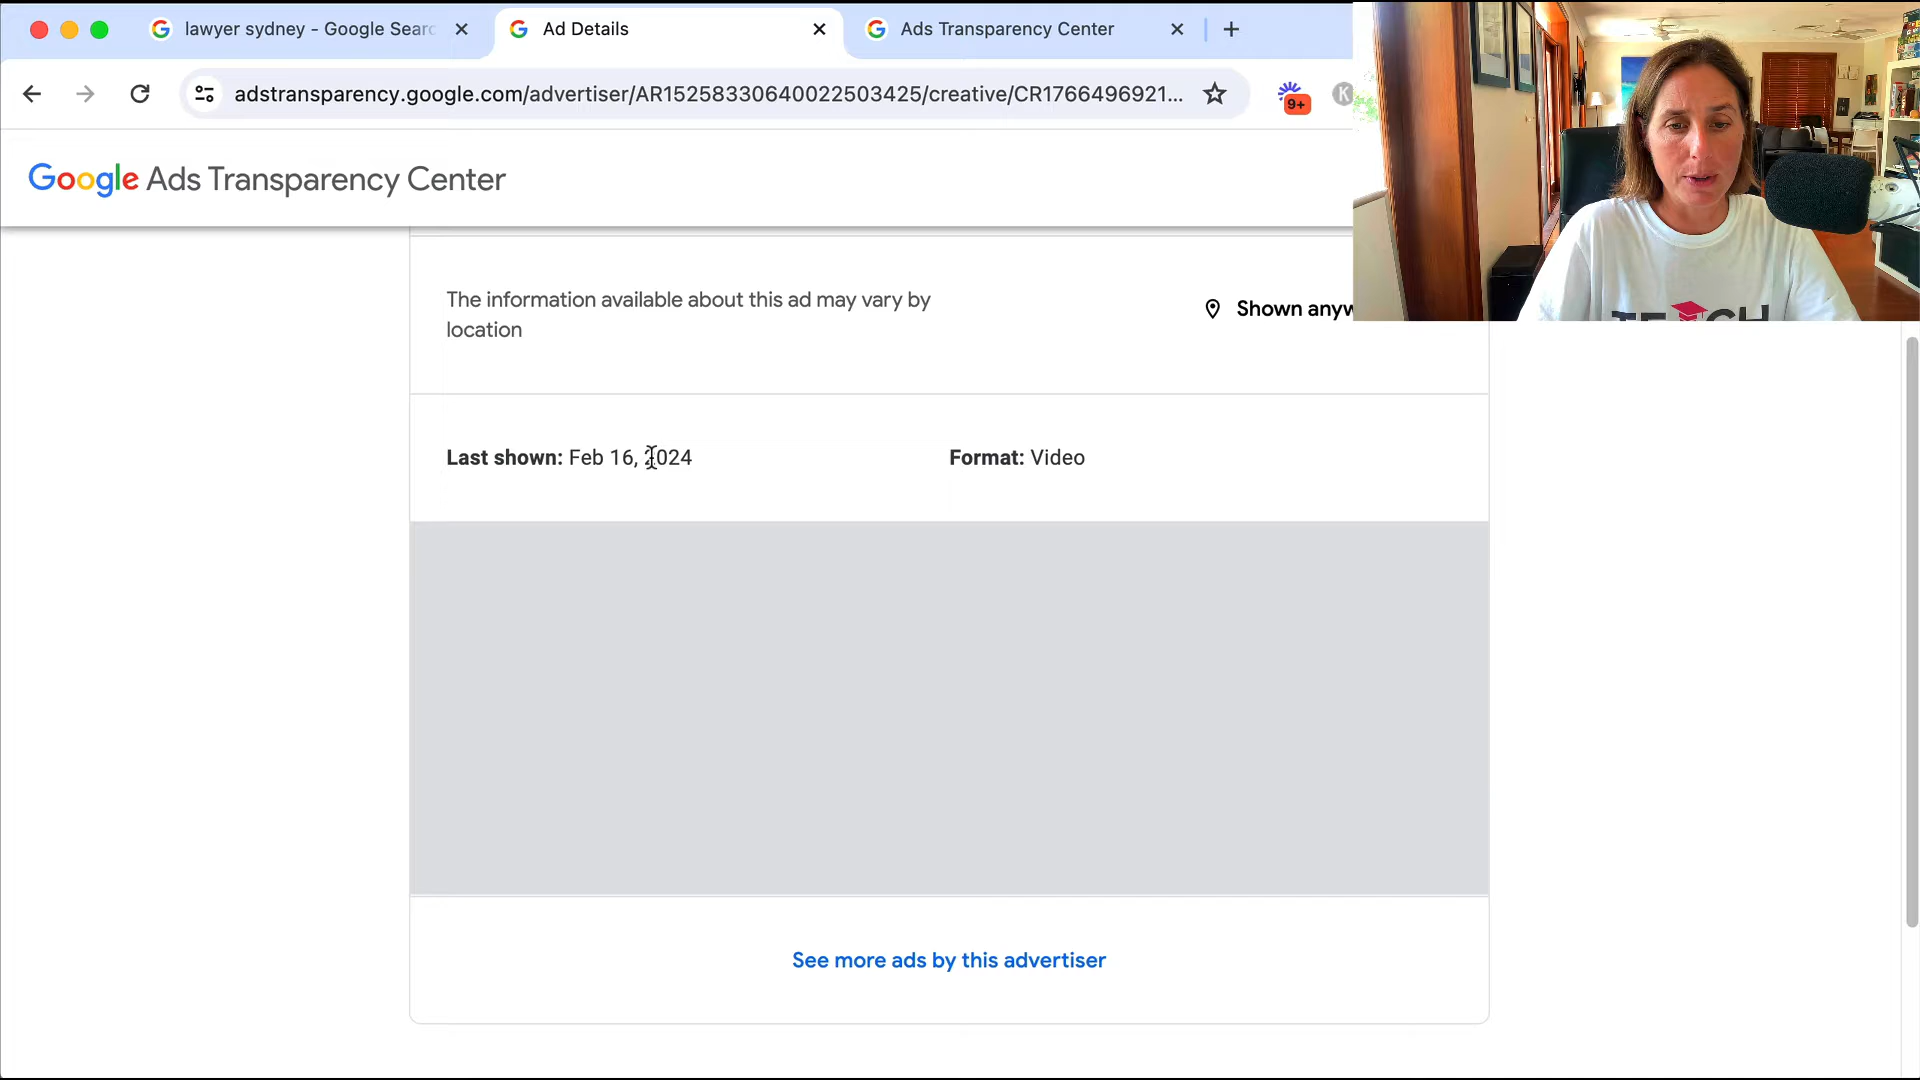 lawyer sydney - Google Searc
Ad Details
Ads Transparency Center
adstransparency.google.com/advertiser/AR15258330640022503425/creative/CR1766496921...
9+
K
Google Ads Transparency Center
The information available about this ad may vary by
location
Shown anyw
Last shown: Feb 16, 2024
Format: Video
See more ads by this advertiser